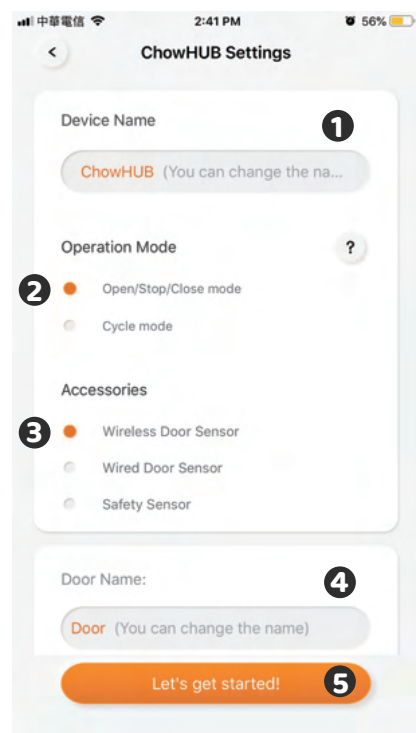 中華電信 2:41 PM 56%
< ChowHUB Settings
Device Name 1
ChowHUB (You can change the na...
Operation Mode ?
2 Open/Stop/Close mode
Cycle mode
Accessories
3 Wireless Door Sensor
Wired Door Sensor
Safety Sensor
Door Name: 4
Door (You can change the name)
Let's get started! 5